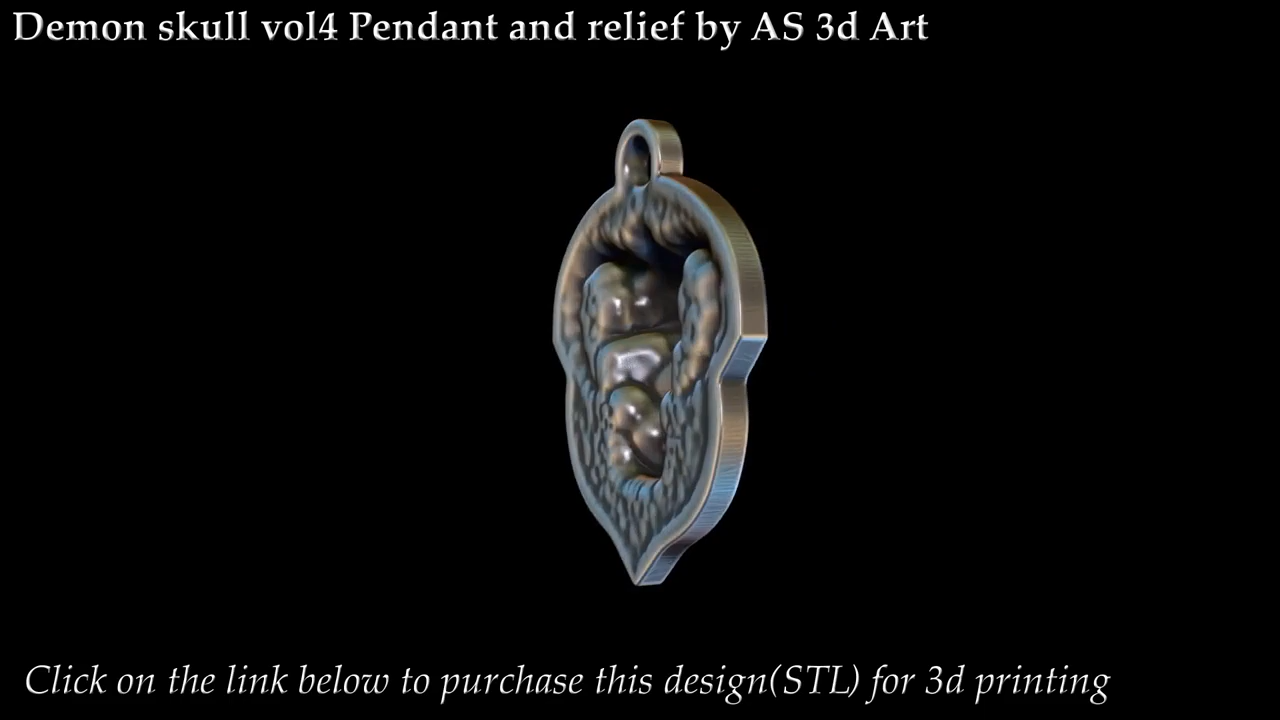 Demon skull vol4 Pendant and relief by AS 3d Art
Click on the link below to purchase this design(STL) for 3d printing